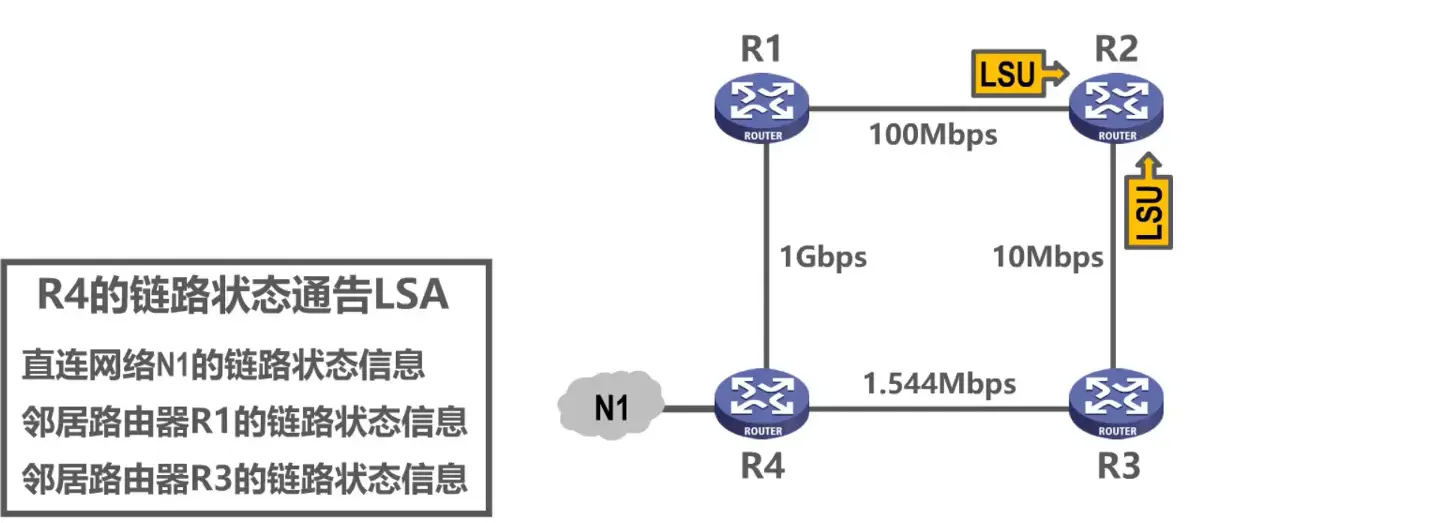 R1
R2
LSU
ROUTER
100Mbps
ROUTER
LSU
1Gbps
10Mbps
R4的链路状态通告LSA
直连网络N1的链路状态信息
邻居路由器R1的链路状态信息
邻居路由器R3的链路状态信息
N1
1.544Mbps
ROUTER
ROUTER
R4
R3